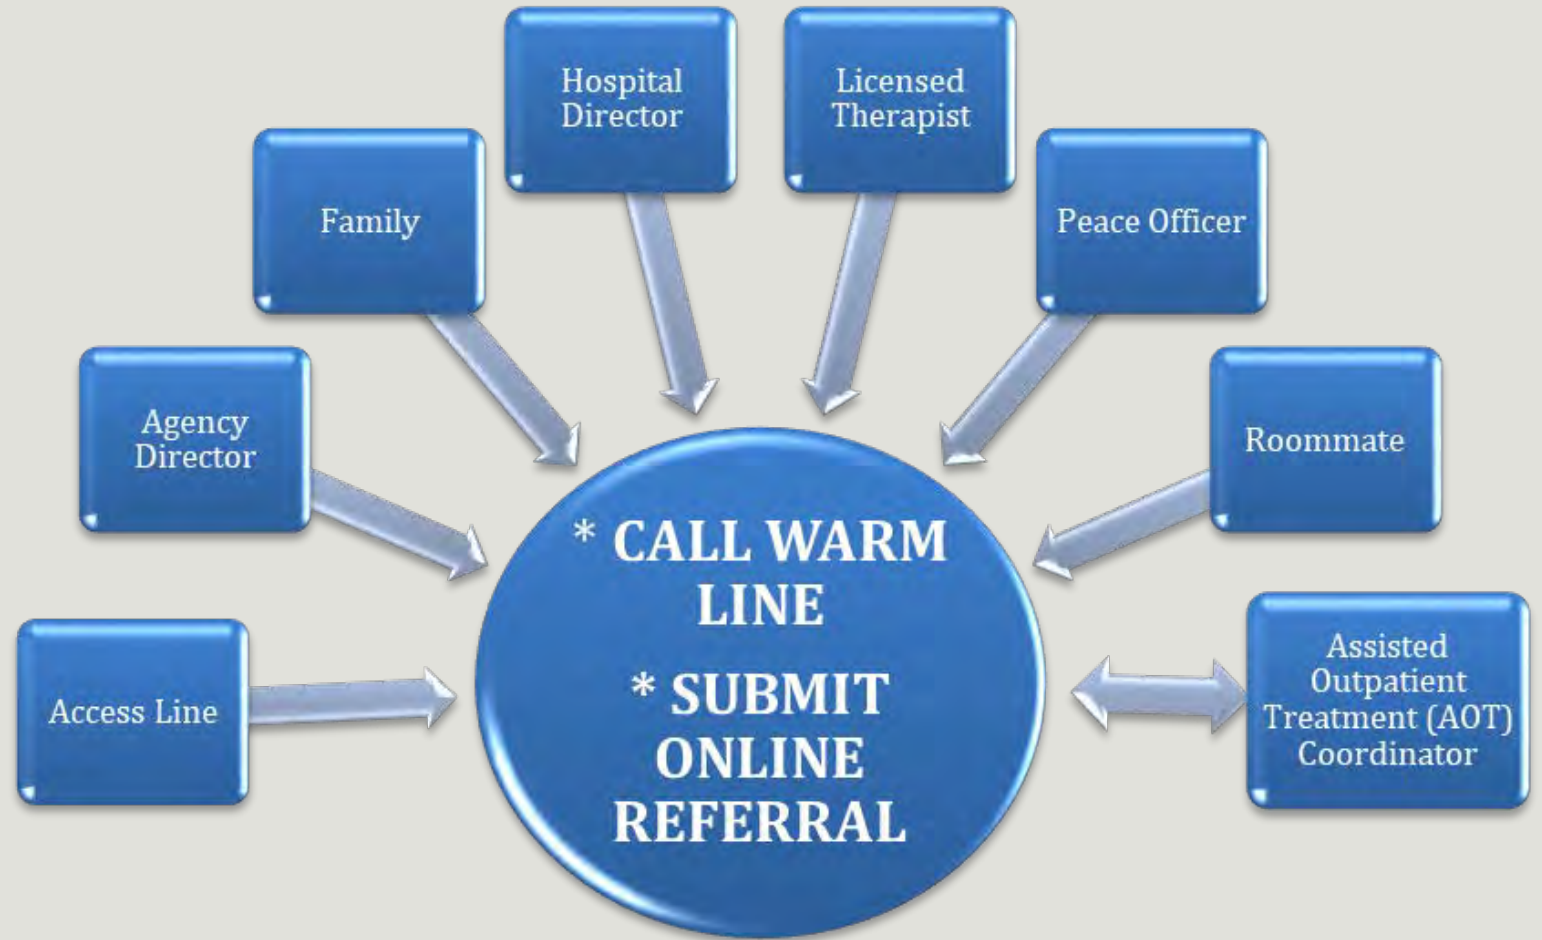 Hospital
Director
Licensed
Therapist
Family
Peace Officer
Agency
Director
Roommate
Access Line
* CALL WARM
LINE
* SUBMIT
ONLINE
REFERRAL
Assisted
Outpatient
Treatment (AOT)
Coordinator